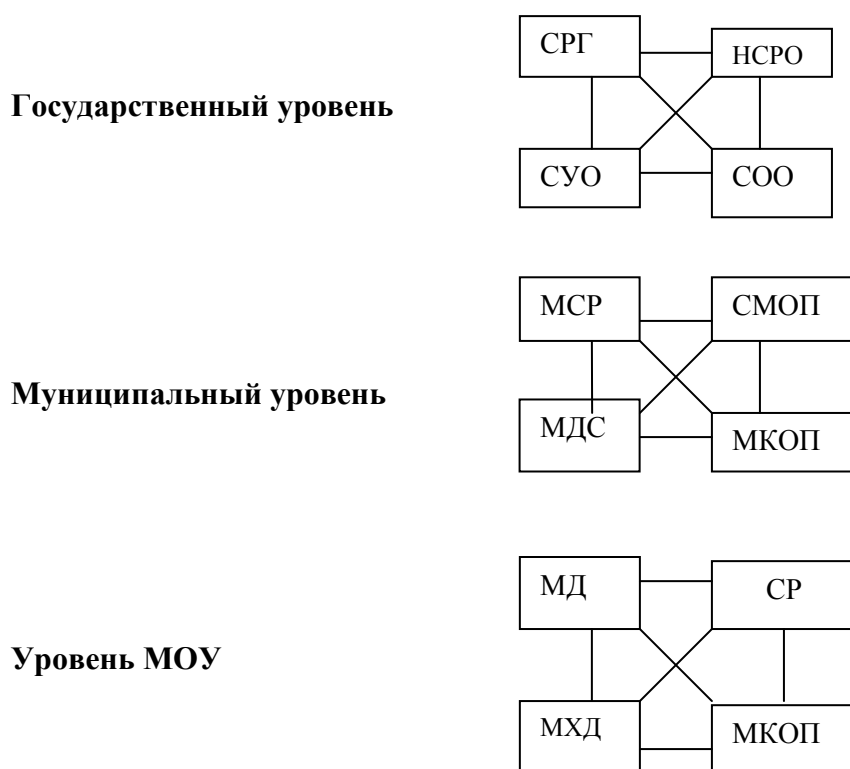 СРГ
НСРО
Государственный уровень
СУО
СОО
МСР
СМОП
Муниципальный уровень
МДС
МКОП
МД
СР
Уровень МОУ
МХД
МКОП